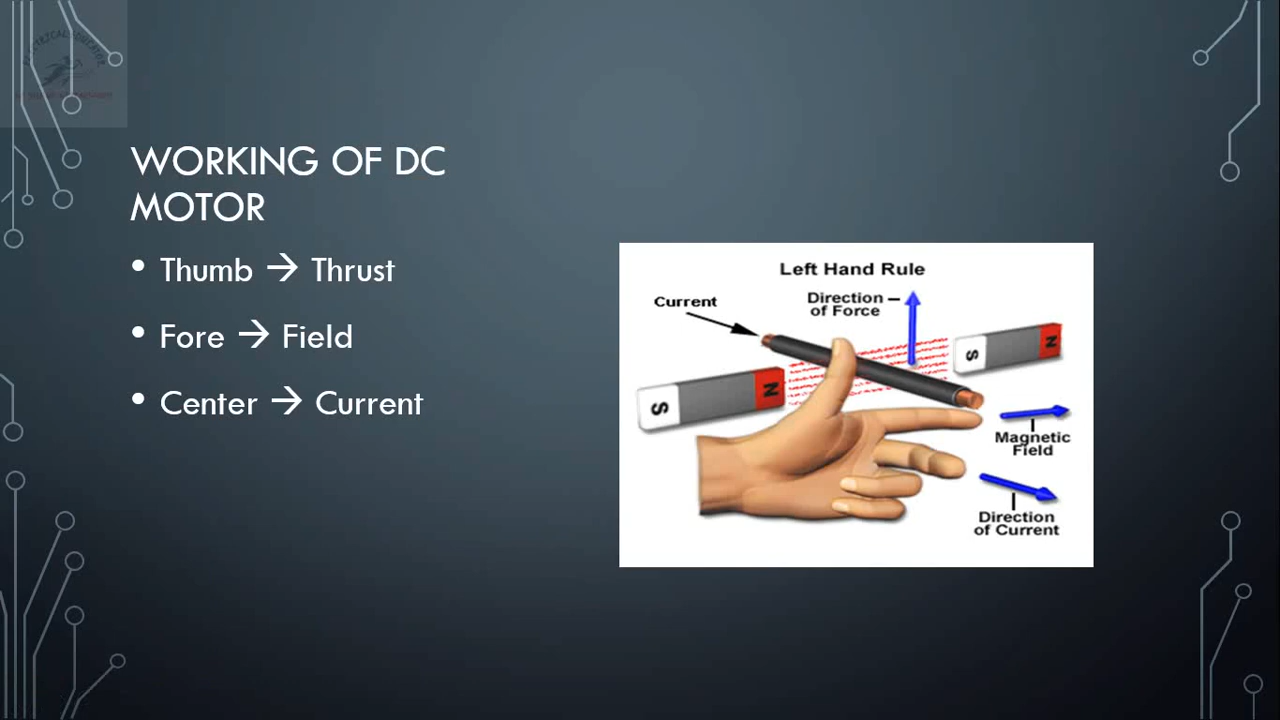 WORKING OF DC
MOTOR
• Thumb → Thrust
• Fore → Field
• Center → Current
Left Hand Rule
Current
Direction
of Force
S
N
S
N
Magnetic
Field
Direction
of Current